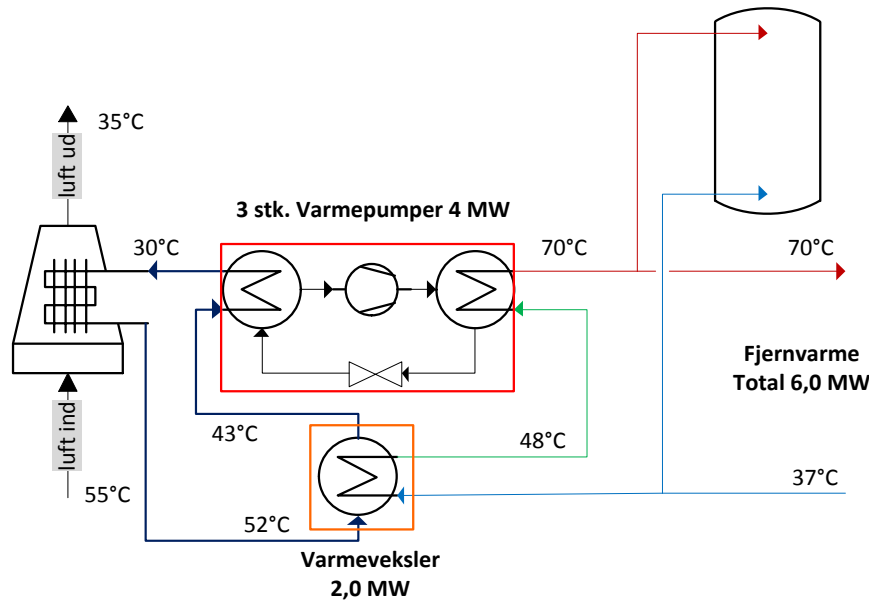 35°C
luft ud
3 stk. Varmepumper 4 MW
30°C
70°C
70°C
Fjernvarme
Total 6,0 MW
luft ind
43°C
48°C
55°C
37°C
52°C
Varmeveksler
2,0 MW